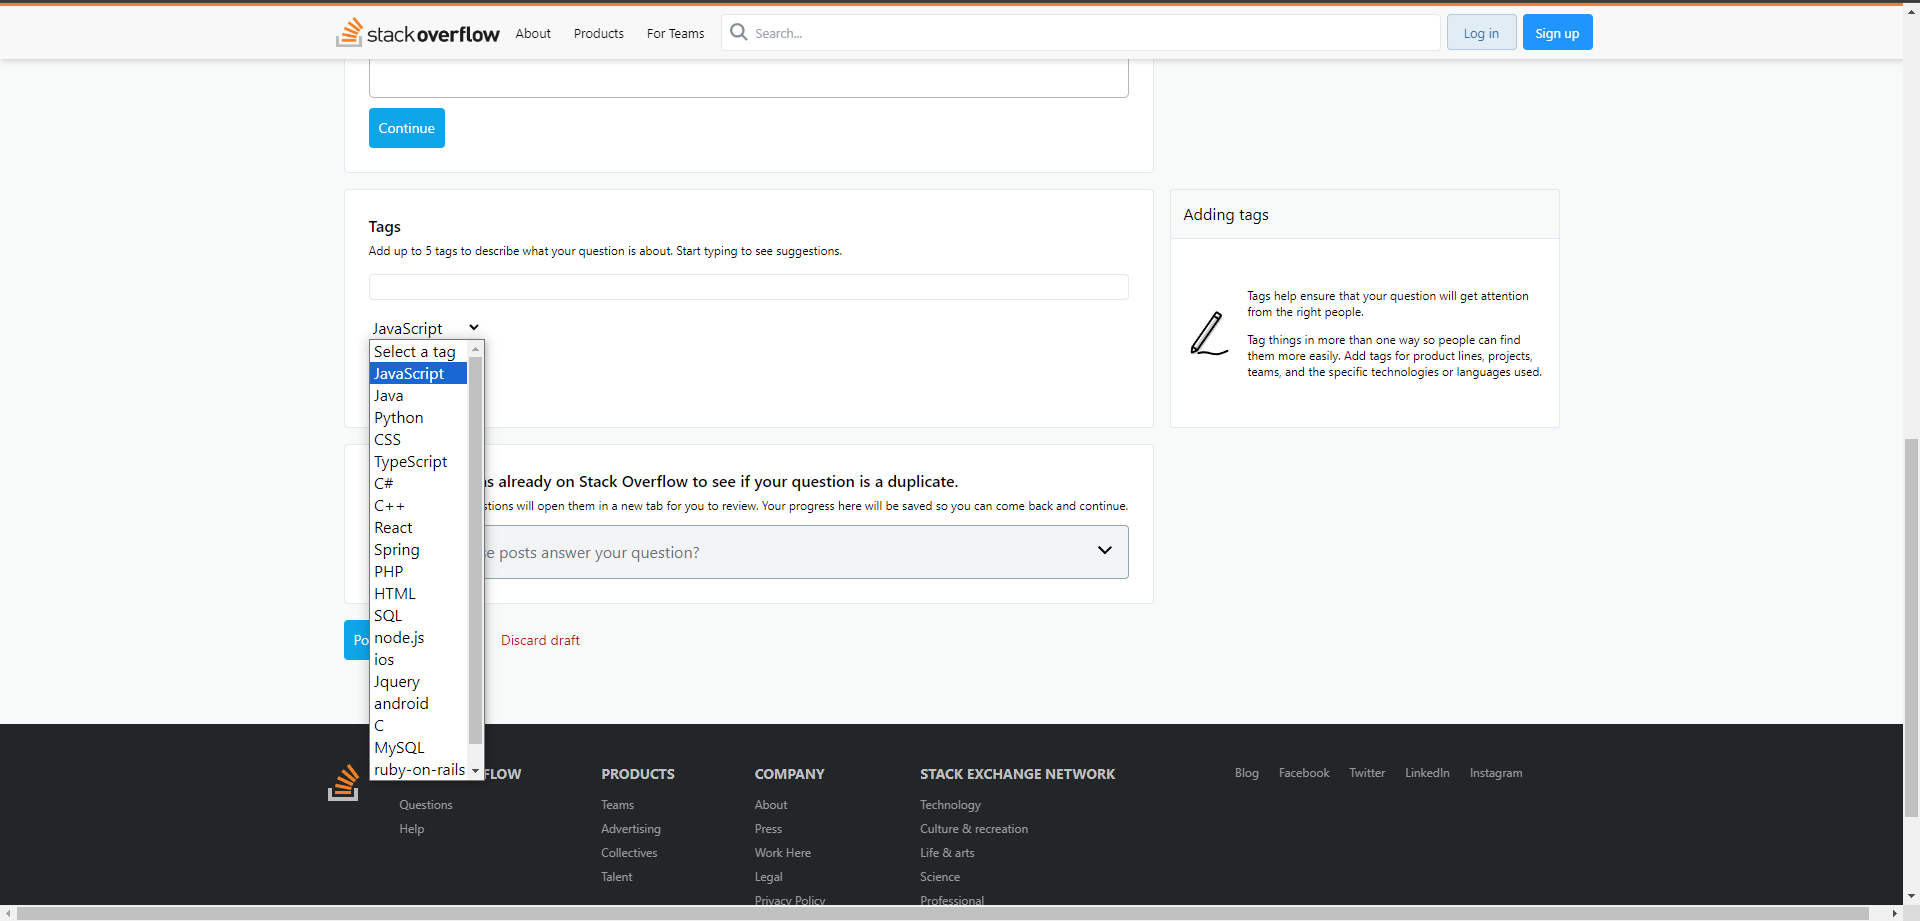 stack overflow
About
Products
For Teams
Search...
Log in
Sign up
Continue
Tags
Add up to 5 tags to describe what your question is about. Start typing to see suggestions.
JavaScript
Select a tag
JavaScript
Java
Python
CSS
TypeScript
C#
C++
React
Spring
PHP
HTML
SQL
node.js
ios
Jquery
android
C
MySQL
ruby-on-rails
Adding tags
Tags help ensure that your question will get attention
from the right people.
Tag things in more than one way so people can find
them more easily. Add tags for product lines, projects,
teams, and the specific technologies or languages used.
already on Stack Overflow to see if your question is a duplicate.
will open them in a new tab for you to review. Your progress here will be saved so you can come back and continue.
posts answer your question?
Po
Discard draft
FLOW
Questions
Help
PRODUCTS
Teams
Advertising
Collectives
Talent
COMPANY
About
Press
Work Here
Legal
Privacy Policy
STACK EXCHANGE NETWORK
Technology
Culture & recreation
Life & arts
Science
Professional
Blog
Facebook
Twitter
LinkedIn
Instagram